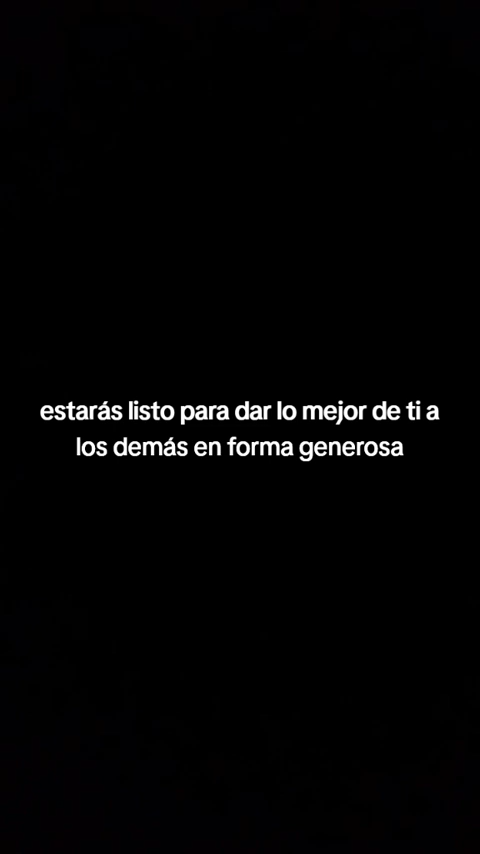 estarás listo para dar lo mejor de ti a
los demás en forma generosa